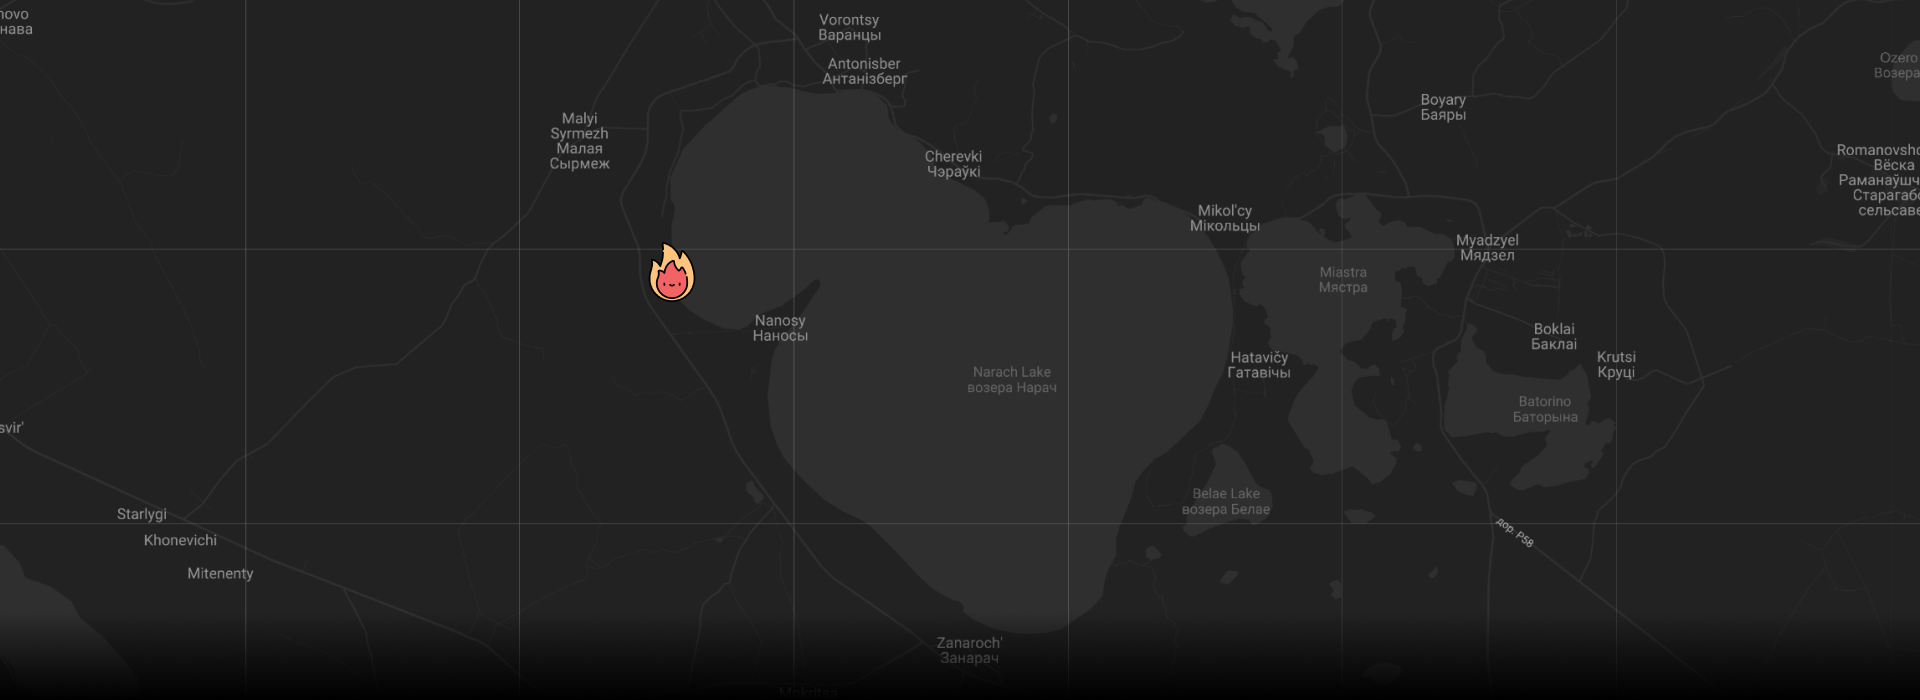 novo
нава
Vorontsy
Варанцы
Antonisber
Антанізберг
Ozero
Возера
Malyi
Syrmezh
Малая
Сырмеж
Boyary
Баяры
Cherevki
Чэраўкі
Romanovsho
Вёска
Раманаўшч
Старагабс
сельсаве
Mikol'cy
Мікольцы
Myadzyel
Мядзел
Miastra
Мястра
Nanosy
Наносы
Boklai
Баклаі
Hatavičy
Гатавічы
Krutsi
Круці
Narach Lake
возера Нарач
Batorino
Баторына
svir'
Belae Lake
возера Белае
Starlygi
дор. Р58
Khonevichi
Mitenenty
Zanaroch'
Занарач
Mokritsa